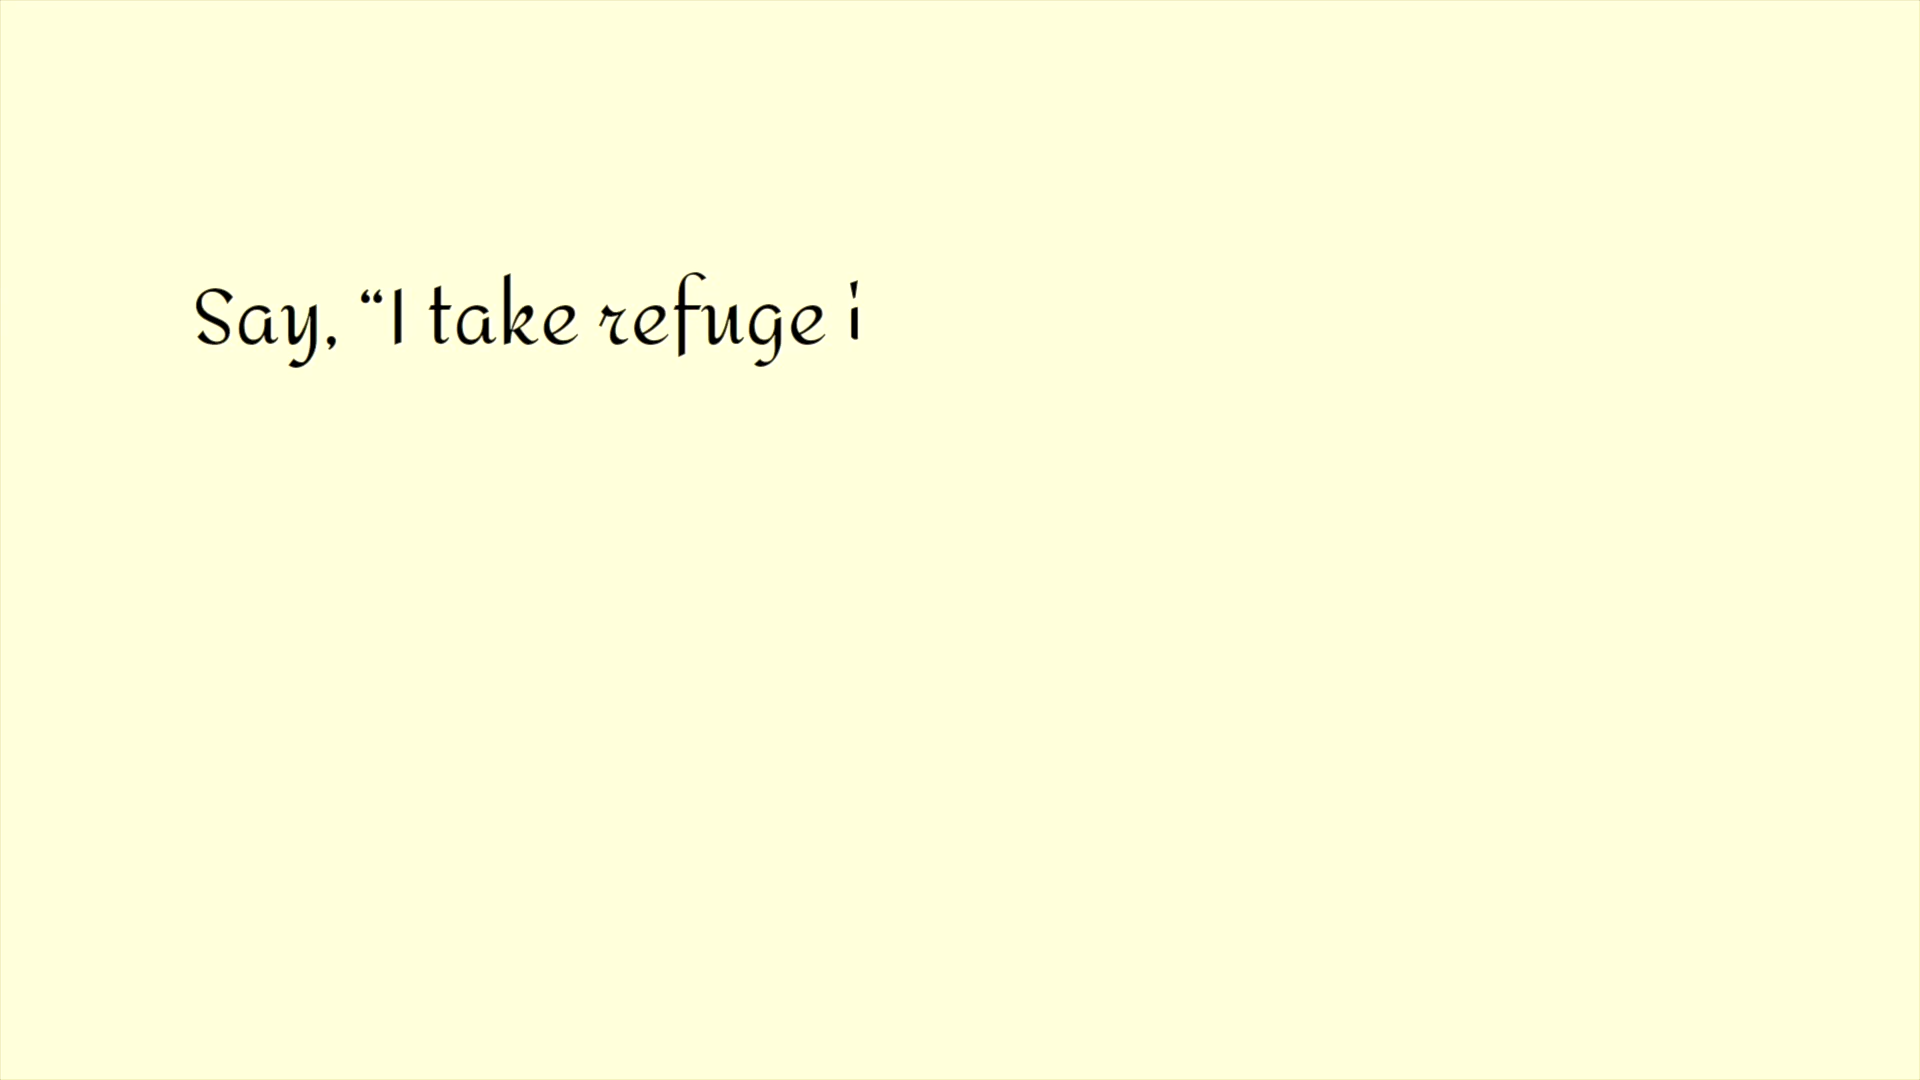 Say, “I take refuge i